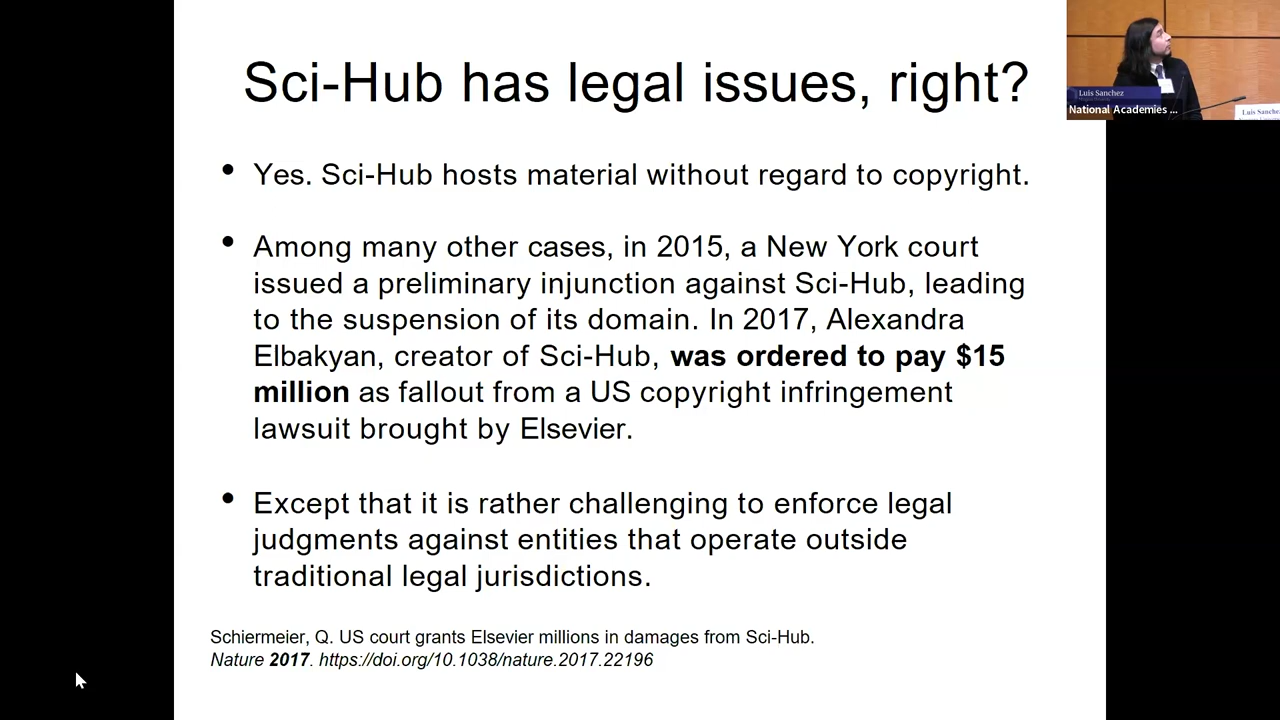 Sci-Hub has legal issues, right?
• Yes. Sci-Hub hosts material without regard to copyright.
• Among many other cases, in 2015, a New York court
issued a preliminary injunction against Sci-Hub, leading
to the suspension of its domain. In 2017, Alexandra
Elbakyan, creator of Sci-Hub, was ordered to pay $15
million as fallout from a US copyright infringement
lawsuit brought by Elsevier.
• Except that it is rather challenging to enforce legal
judgments against entities that operate outside
traditional legal jurisdictions.
Schiermeier, Q. US court grants Elsevier millions in damages from Sci-Hub.
Nature 2017. https://doi.org/10.1038/nature.2017.22196
Luis Sanchez
National Academies ...
Luis Sanchez